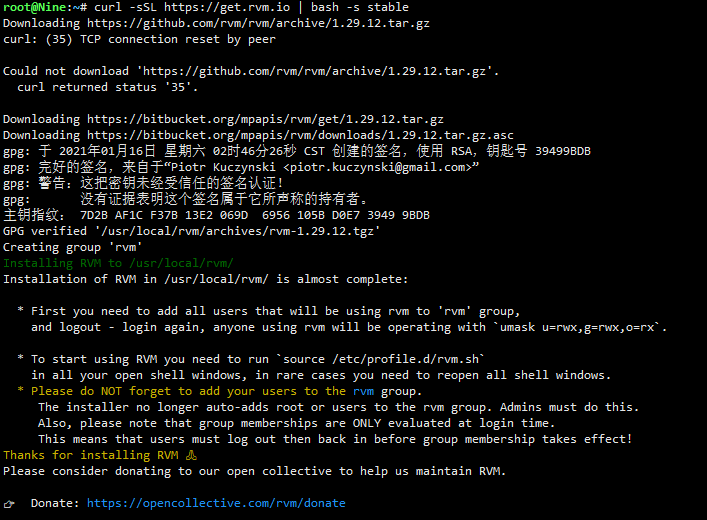 root@Nine:~# curl -sSL https://get.rvm.io | bash -s stable
Downloading https://github.com/rvm/rvm/archive/1.29.12.tar.gz
curl: (35) TCP connection reset by peer
Could not download 'https://github.com/rvm/rvm/archive/1.29.12.tar.gz'.
  curl returned status '35'.
Downloading https://bitbucket.org/mpapis/rvm/get/1.29.12.tar.gz
Downloading https://bitbucket.org/mpapis/rvm/downloads/1.29.12.tar.gz.asc
gpg: 于 2021年01月16日 星期六 02时46分26秒 CST 创建的签名，使用 RSA，钥匙号 39499BDB
gpg: 完好的签名，来自于“Piotr Kuczynski <piotr.kuczynski@gmail.com>”
gpg: 警告：这把密钥未经受信任的签名认证！
gpg:       没有证据表明这个签名属于它所声称的持有者。
主钥指纹： 7D2B AF1C F37B 13E2 069D  6956 105B D0E7 3949 9BDB
GPG verified '/usr/local/rvm/archives/rvm-1.29.12.tgz'
Creating group 'rvm'
Installing RVM to /usr/local/rvm/
Installation of RVM in /usr/local/rvm/ is almost complete:
  * First you need to add all users that will be using rvm to 'rvm' group,
    and logout - login again, anyone using rvm will be operating with `umask u=rwx,g=rwx,o=rx`.
  * To start using RVM you need to run `source /etc/profile.d/rvm.sh`
    in all your open shell windows, in rare cases you need to reopen all shell windows.
  * Please do NOT forget to add your users to the rvm group.
     The installer no longer auto-adds root or users to the rvm group. Admins must do this.
     Also, please note that group memberships are ONLY evaluated at login time.
     This means that users must log out then back in before group membership takes effect!
Thanks for installing RVM 🙏
Please consider donating to our open collective to help us maintain RVM.
👉  Donate: https://opencollective.com/rvm/donate